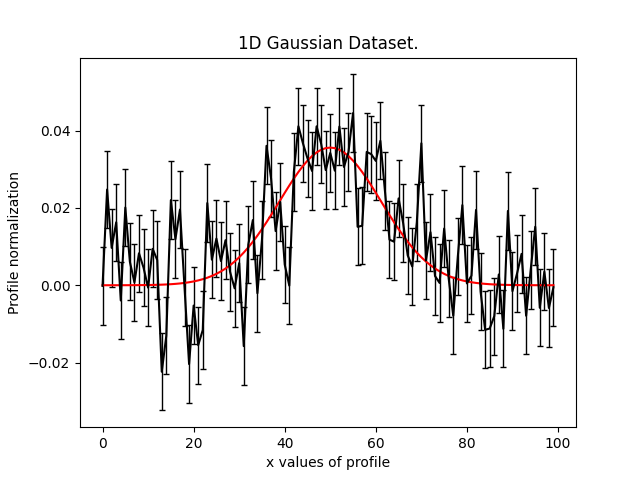 1D Gaussian Dataset.
Profile normalization
0.04
0.02
0.00
−0.02
0 20 40 60 80 100
x values of profile